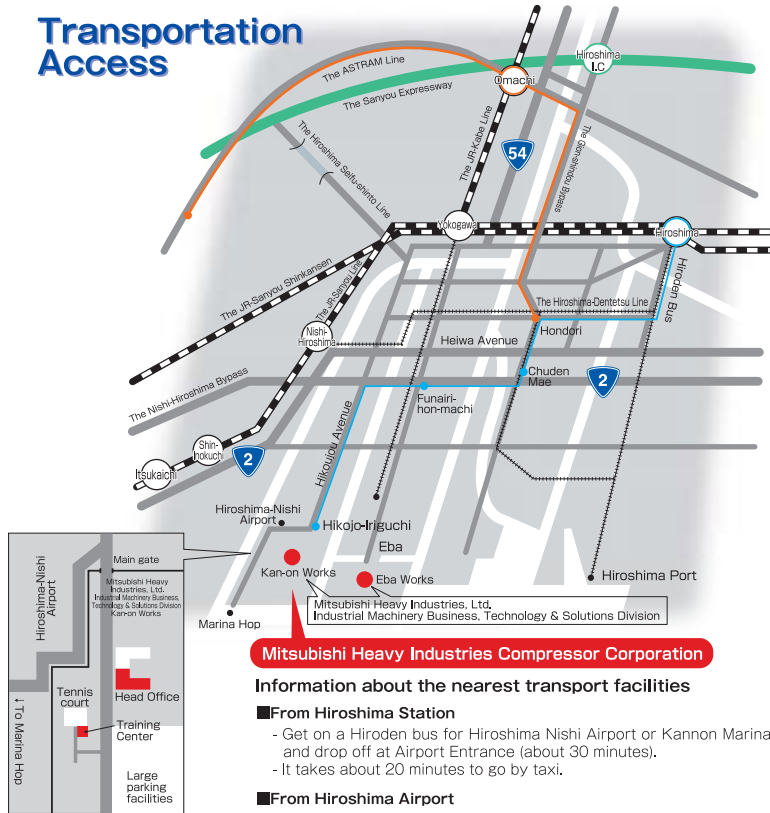 Transportation
Access
Hiroshima
I.C
The ASTRAM Line
Omachi
The Sanyou Expressway
The JR-Kabe Line
54
The Gion-shindou Bypass
The Hiroshima Seifu-shinto Line
Yokogawa
Hiroshima
The JR-Sanyou Shinkansen
The JR-Sanyou Line
Hiroden Bus
The Hiroshima-Dentetsu Line
Nishi-
Hiroshima
Hondori
Heiwa Avenue
Chuden
Mae
2
The Nishi-Hiroshima Bypass
Funairi-
hon-machi
Hikoujou Avenue
Shin-
Inokuchi
2
Itsukaichi
Hiroshima-Nishi
Airport
Hikojo-Iriguchi
Eba
Kan-on Works
Eba Works
Hiroshima Port
Mitsubishi Heavy Industries, Ltd.
Industrial Machinery Business, Technology & Solutions Division
Marina Hop
Main gate
Hiroshima-Nishi
Airport
Mitsubishi Heavy
Industries, Ltd.
Industrial Machinery Business,
Technology & Solutions Division
Kan-on Works
Tennis
court
Head Office
Training
Center
↓To Marina
Hop
Large
parking
facilities
Mitsubishi Heavy Industries Compressor Corporation
Information about the nearest transport facilities
■From Hiroshima Station
- Get on a Hiroden bus for Hiroshima Nishi Airport or Kannon Marina
and drop off at Airport Entrance (about 30 minutes).
- It takes about 20 minutes to go by taxi.
■From Hiroshima Airport